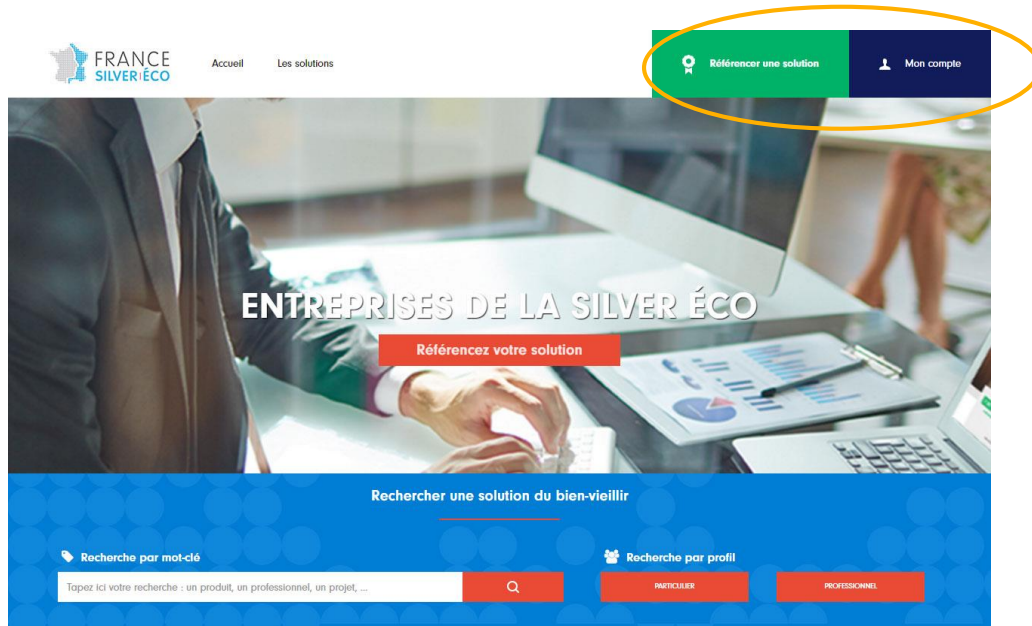 FRANCE
SILVER ÉCO
Accueil
Les solutions
Référencer une solution
Mon compte
ENTREPRISES DE LA SILVER ÉCO
Référencez votre solution
Rechercher une solution du bien-vieillir
Recherche par mot-clé
Tapez ici votre recherche : un produit, un professionnel, un projet, ...
Recherche par profil
PARTICULIER
PROFESSIONNEL